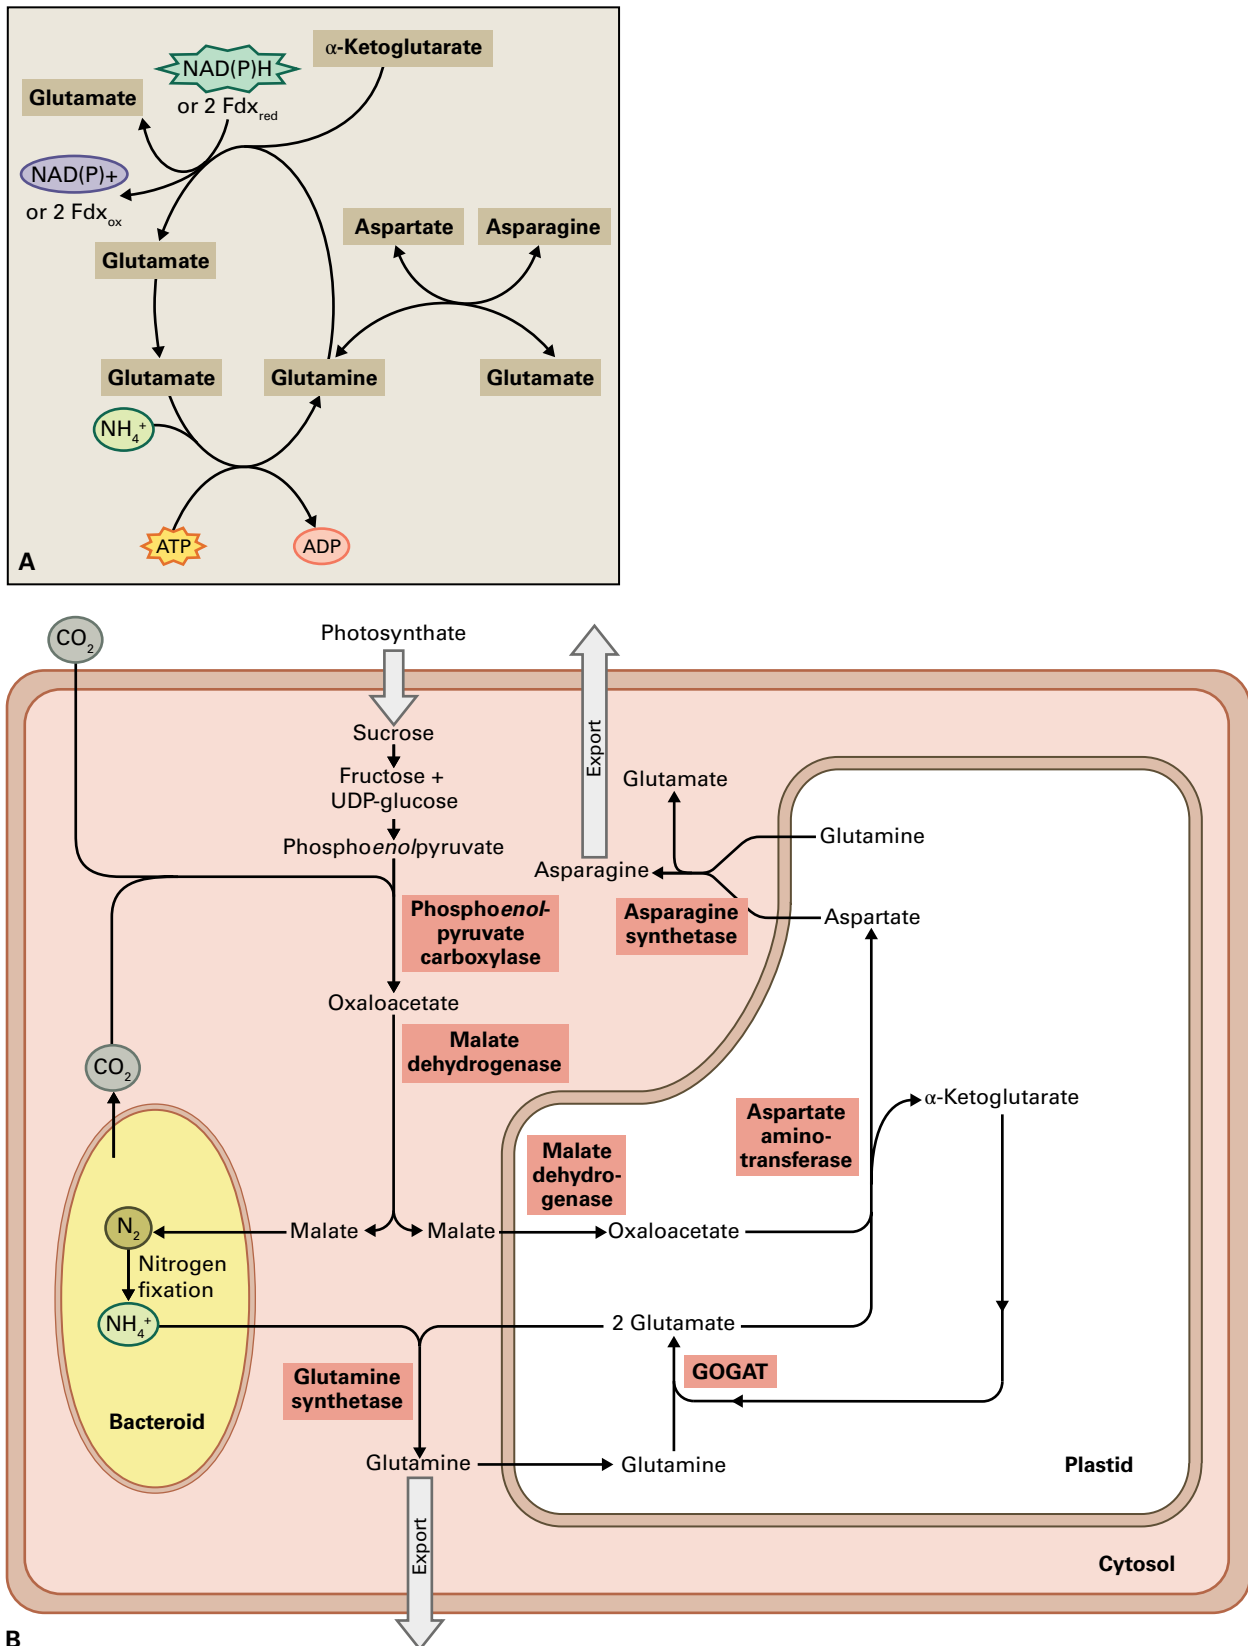 α-Ketoglutarate
NAD(P)H
or 2 Fdxred
Glutamate
NAD(P)+
or 2 Fdxox
Aspartate
Asparagine
Glutamate
Glutamate
Glutamine
Glutamate
NH4+
ATP
ADP
A
CO2
Photosynthate
Export
Sucrose
Fructose +
UDP-glucose
Phosphoenolpyruvate
Glutamate
Glutamine
Asparagine
Phosphoenol-
pyruvate
carboxylase
Asparagine
synthetase
Aspartate
Oxaloacetate
Malate
dehydrogenase
CO2
α-Ketoglutarate
Aspartate
amino-
transferase
Malate
dehydro-
genase
N2
Malate
Malate
Oxaloacetate
Nitrogen
fixation
NH4+
2 Glutamate
GOGAT
Glutamine
synthetase
Bacteroid
Glutamine
Glutamine
Plastid
Export
Cytosol
B